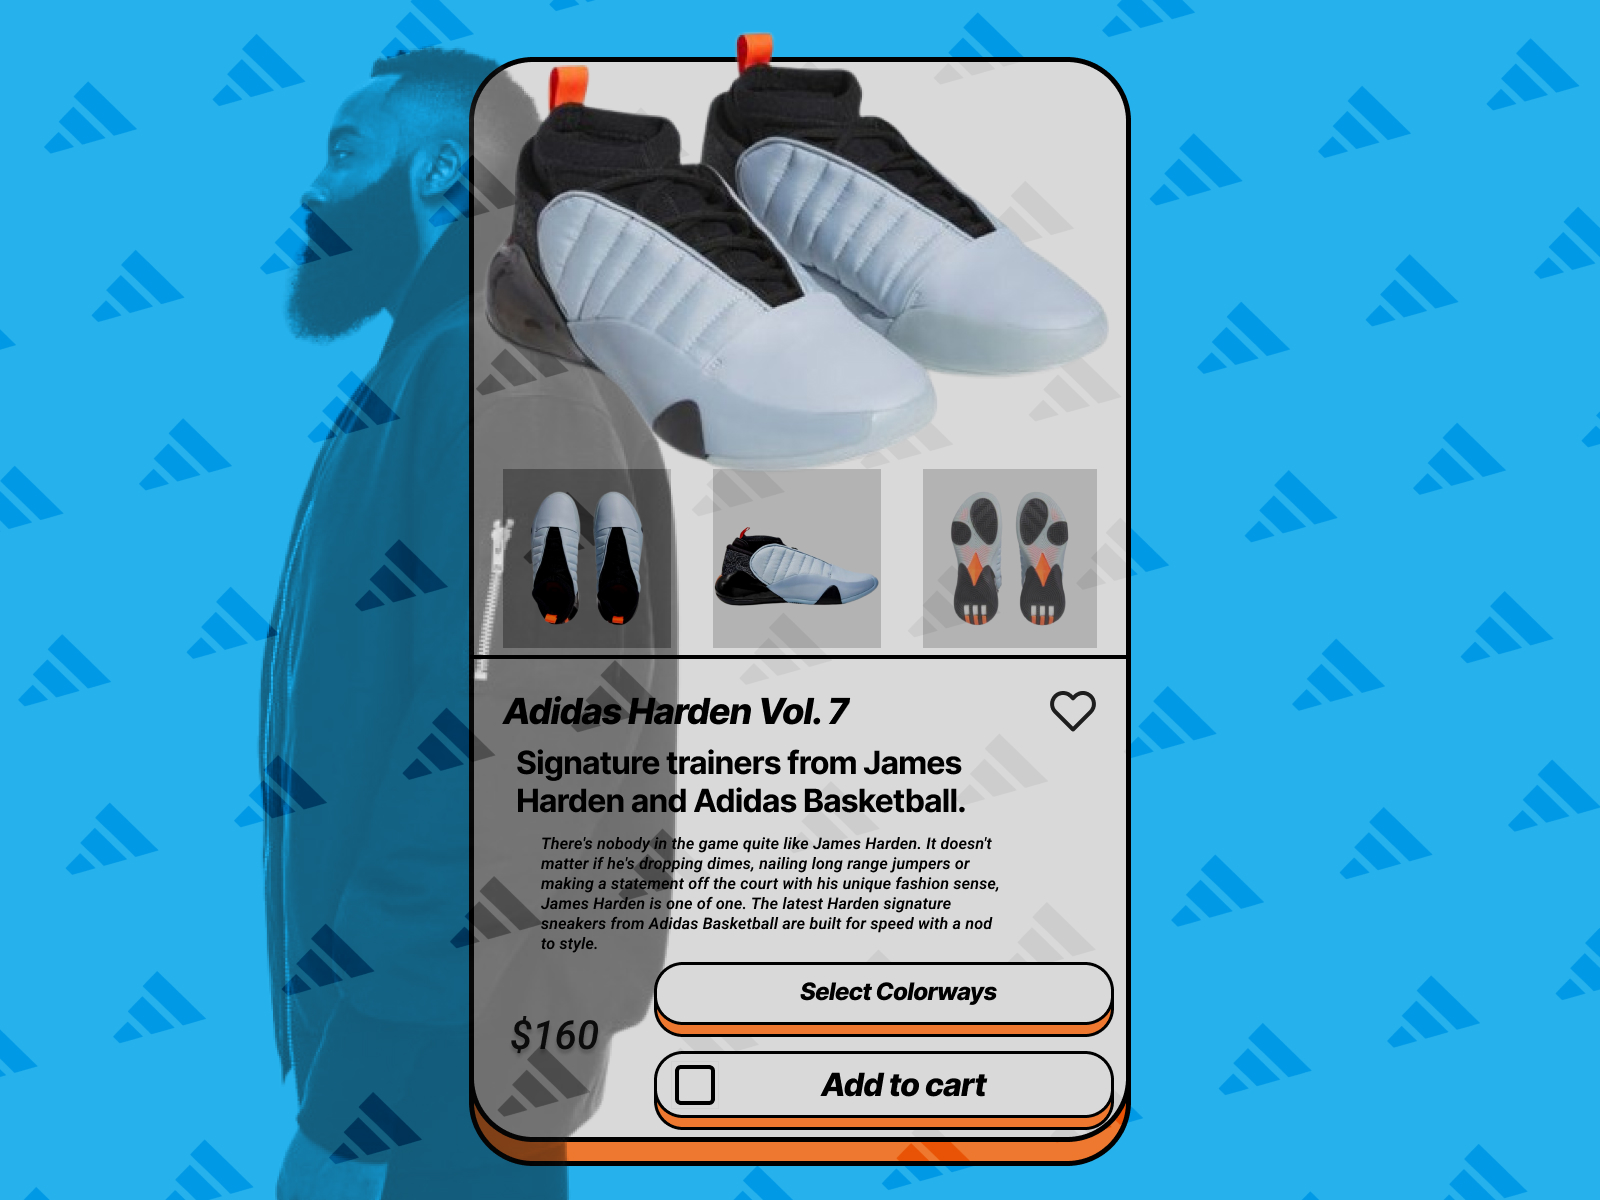 Adidas Harden Vol. 7
Signature trainers from James
Harden and Adidas Basketball.
There's nobody in the game quite like James Harden. It doesn't
matter if he's dropping dimes, nailing long range jumpers or
making a statement off the court with his unique fashion sense,
James Harden is one of one. The latest Harden signature
sneakers from Adidas Basketball are built for speed with a nod
to style.
Select Colorways
$160
Add to cart